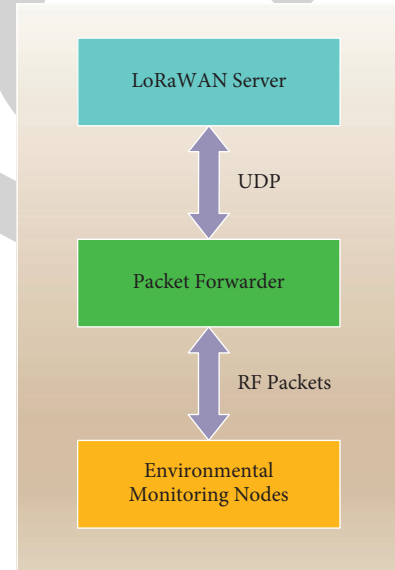 LoRaWAN Server
UDP
Packet Forwarder
RF Packets
Environmental
Monitoring Nodes